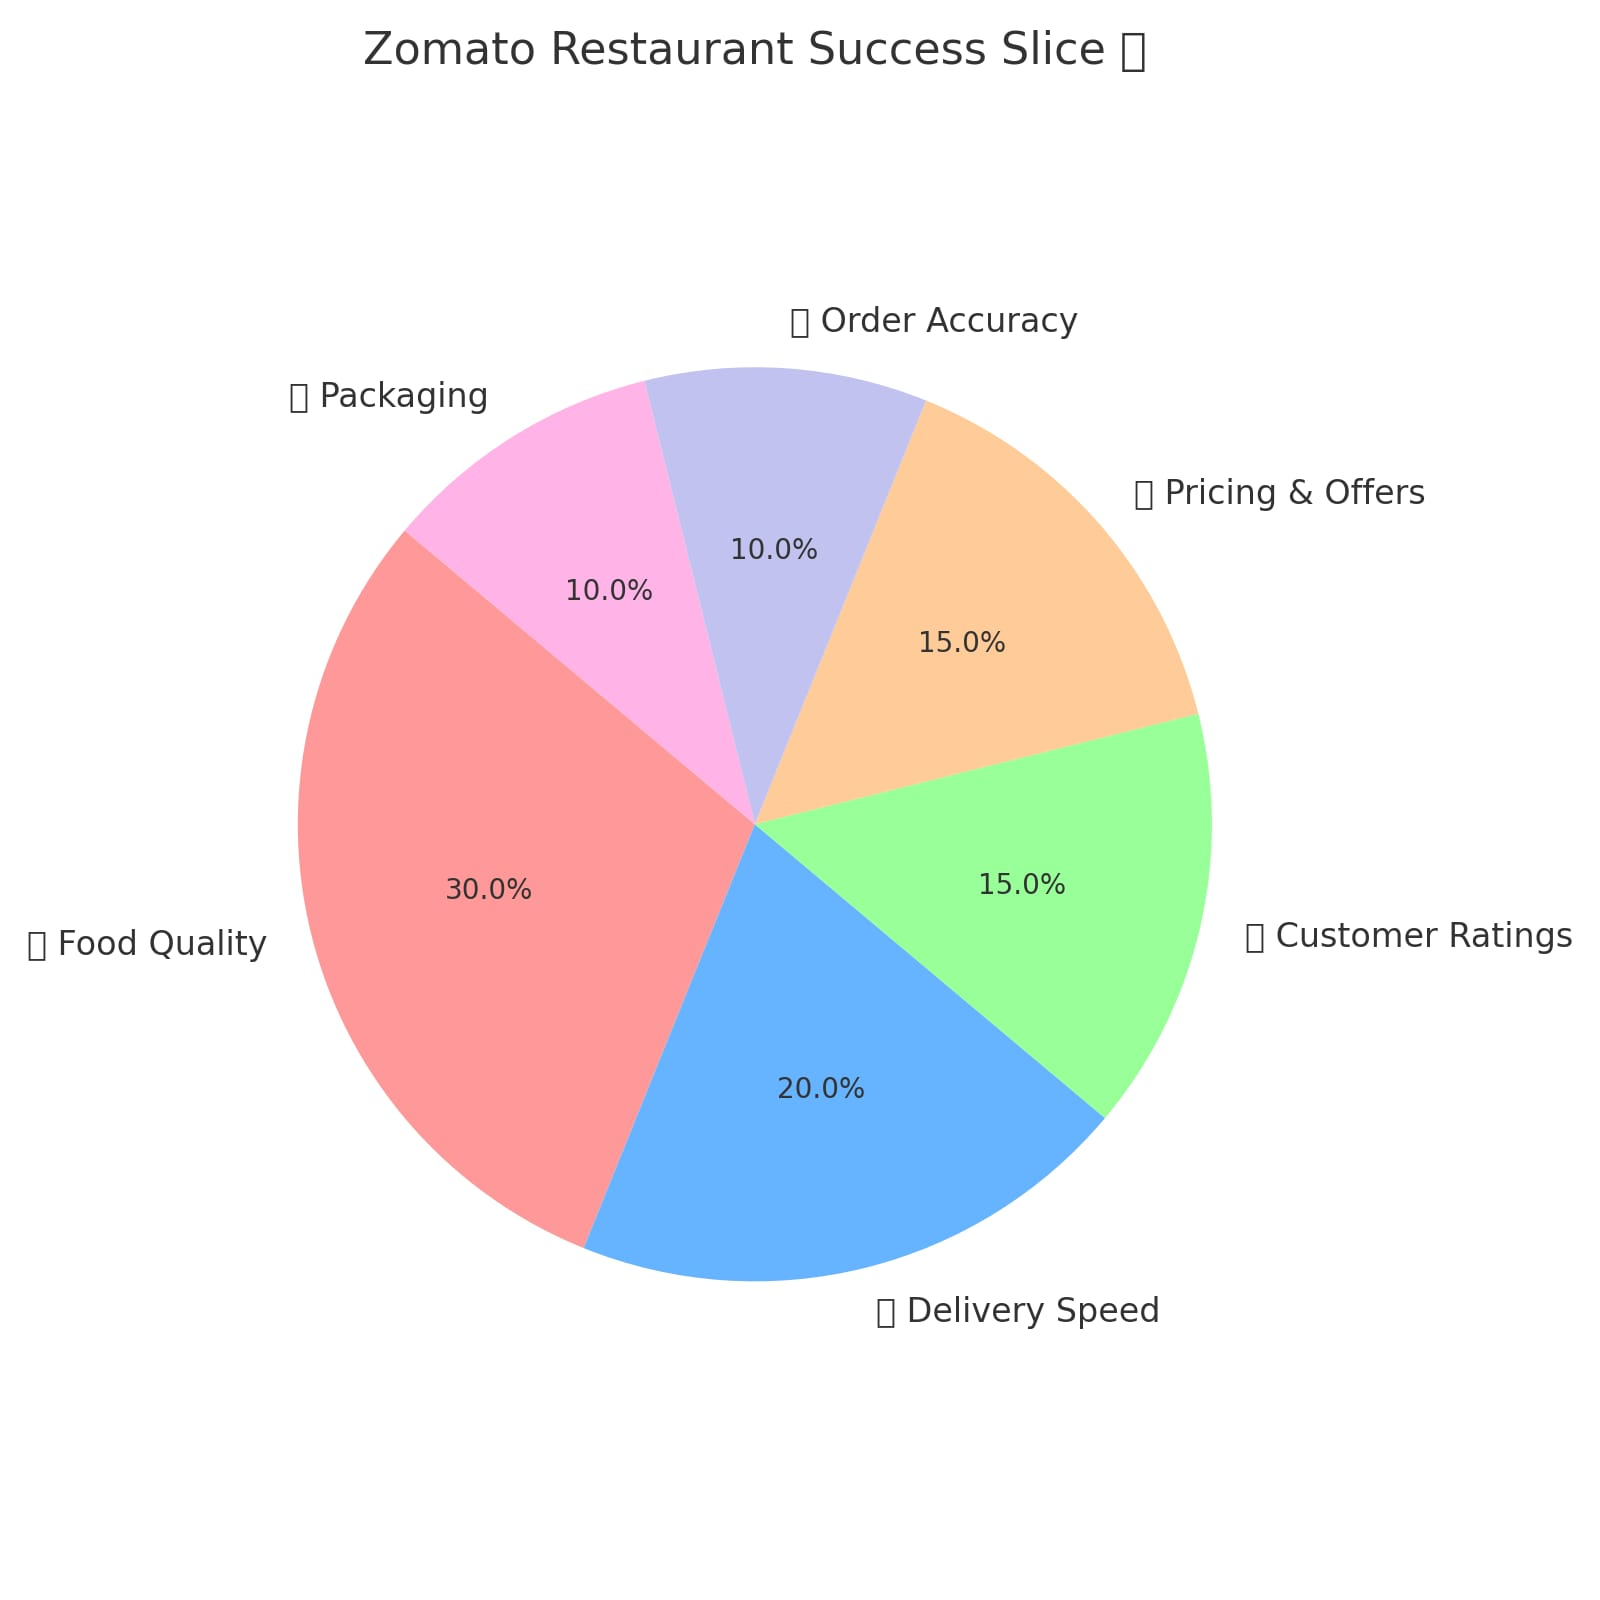 Zomato Restaurant Success Slice
Order Accuracy
Packaging
Pricing & Offers
10.0%
10.0%
15.0%
15.0%
30.0%
Customer Ratings
Food Quality
20.0%
Delivery Speed